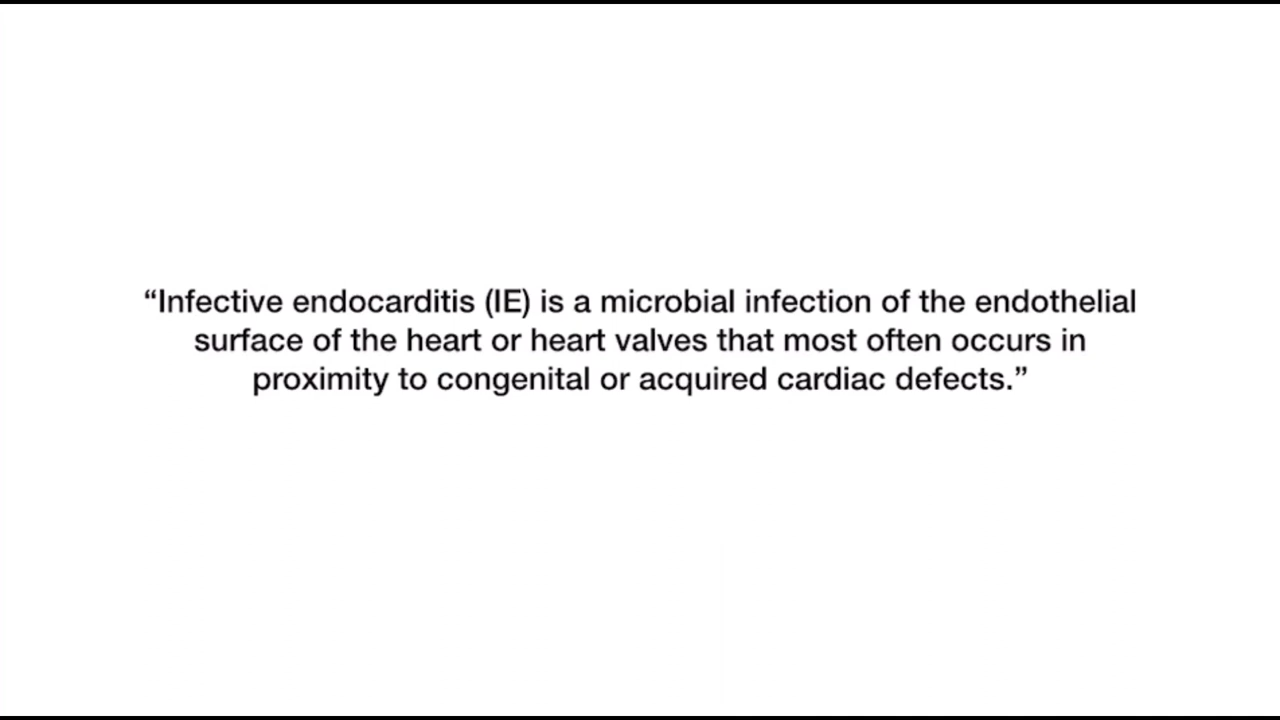 “Infective endocarditis (IE) is a microbial infection of the endothelial
surface of the heart or heart valves that most often occurs in
proximity to congenital or acquired cardiac defects.”